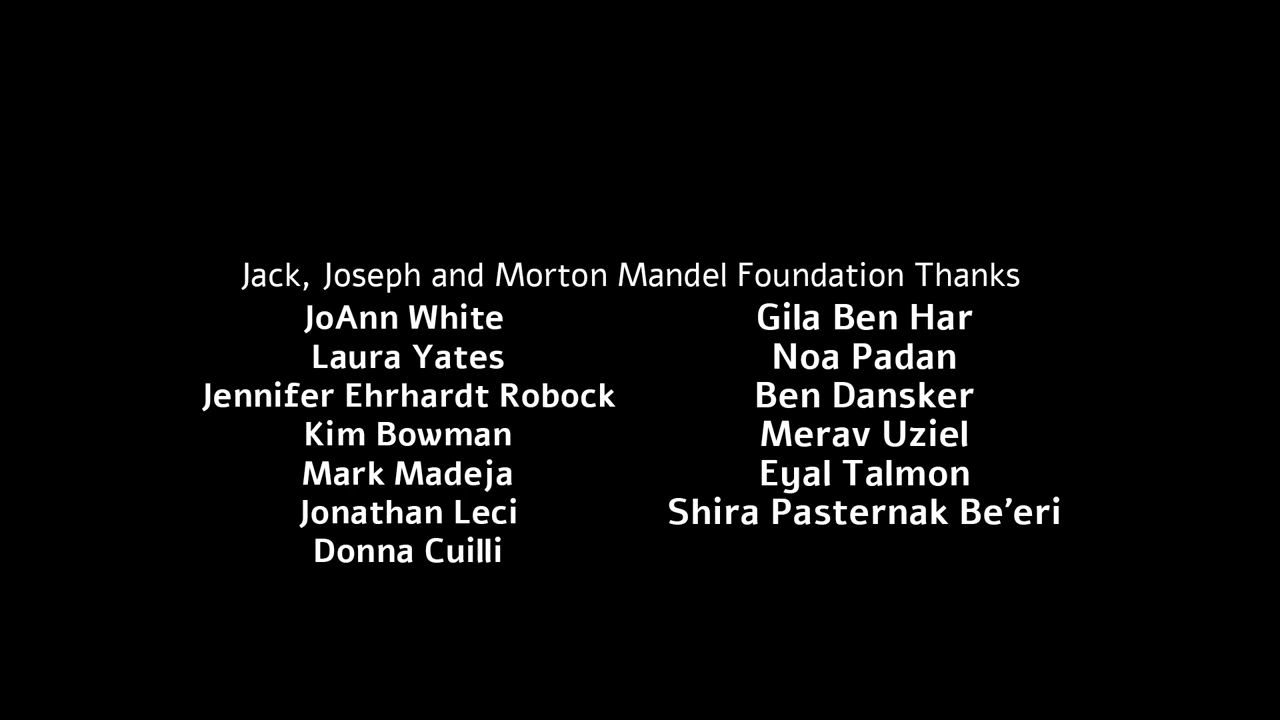 Jack, Joseph and Morton Mandel Foundation Thanks
JoAnn White
Laura Yates
Jennifer Ehrhardt Robock
Kim Bowman
Mark Madeja
Jonathan Leci
Donna Cuilli
Gila Ben Har
Noa Padan
Ben Dansker
Merav Uziel
Eyal Talmon
Shira Pasternak Be’eri